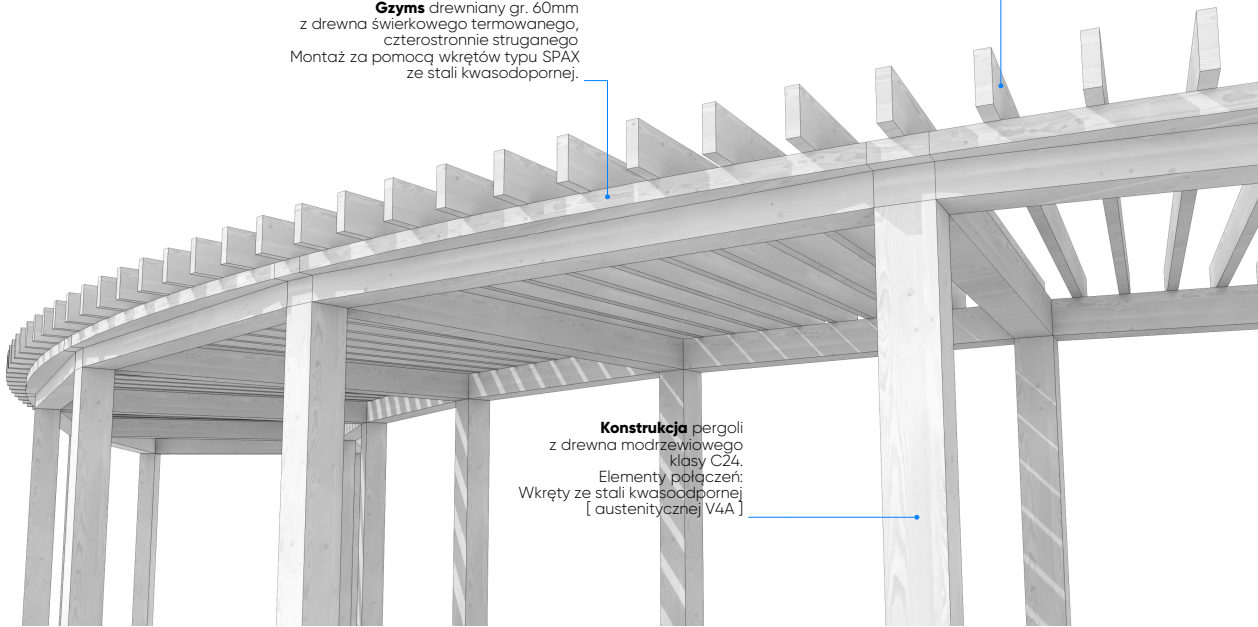 Gzyms drewniany gr. 60mm
z drewna świerkowego termowanego,
czterostronnie struganego
Montaż za pomocą wkrętów typu SPAX
ze stali kwasodopornej.
Konstrukcja pergoli
z drewna modrzewiowego
klasy C24.
Elementy połączeń:
Wkręty ze stali kwasoodpornej
[ austenitycznej V4A ]